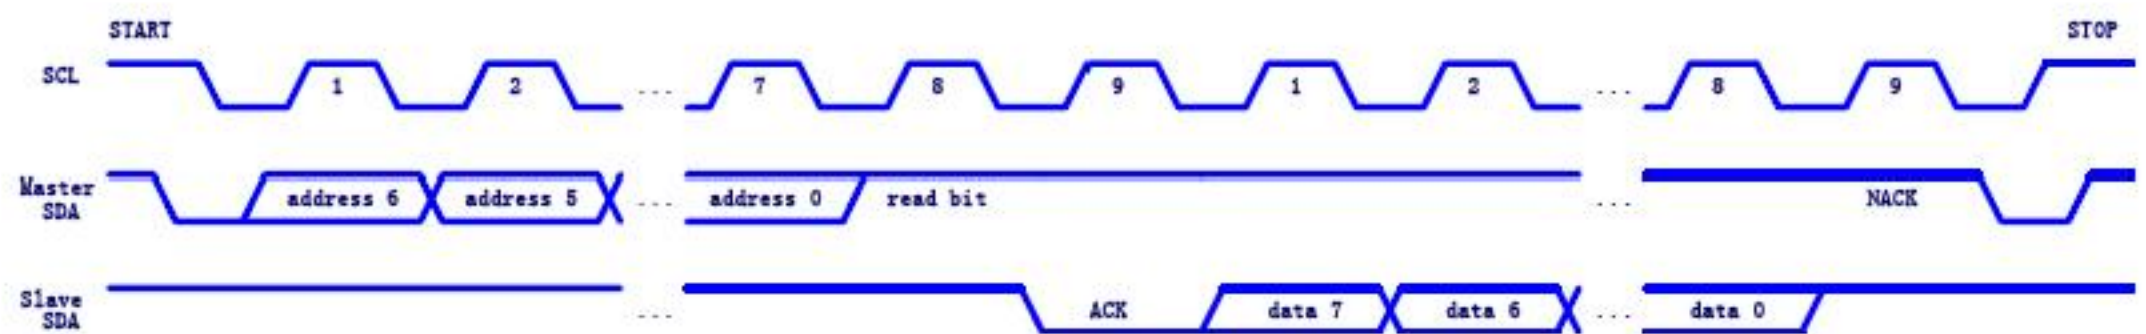 START STOP
SCL 1 2 ... 7 8 9 1 2 ... 8 9
Master SDA address 6 address 5 ... address 0 read bit ... NACK
Slave SDA ... ACK data 7 data 6 ... data 0